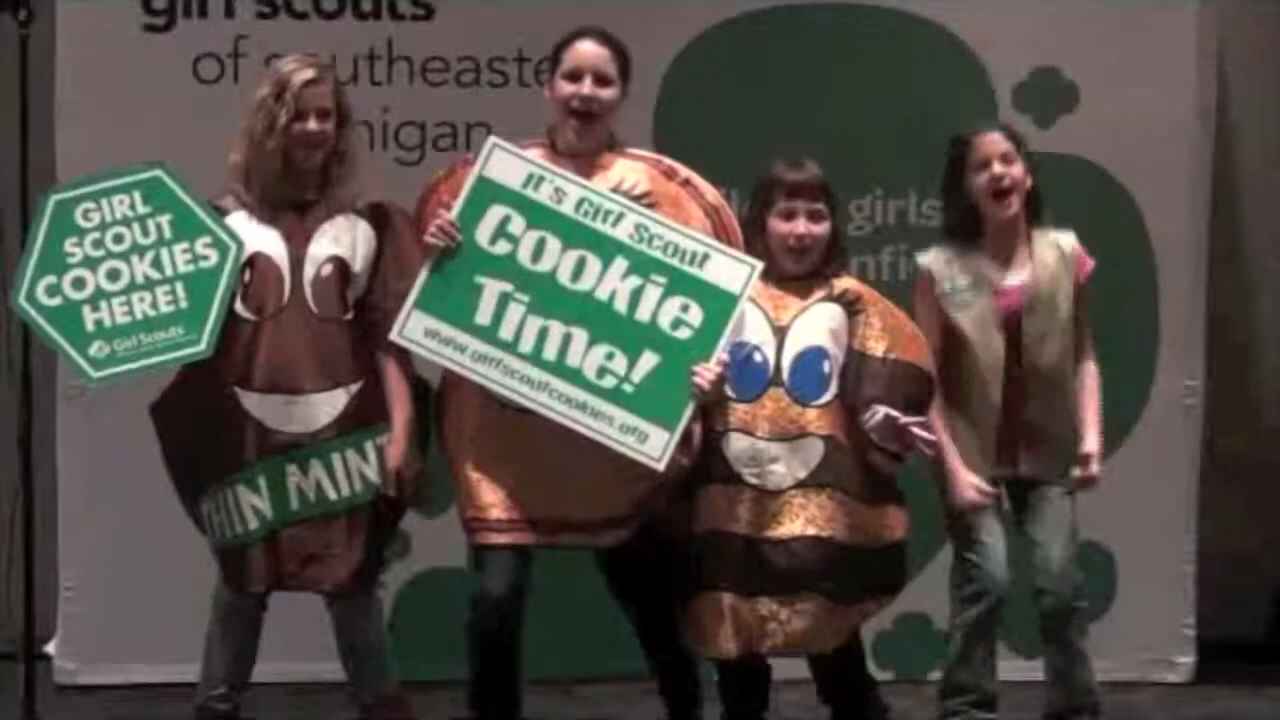 girl scouts
of southeaste
higan
girls
nfi
GIRL
SCOUT
COOKIES
HERE!
Girl Scouts
It's Girl Scout
Cookie
Time!
www.girlscoutcookies.org
THIN MINT